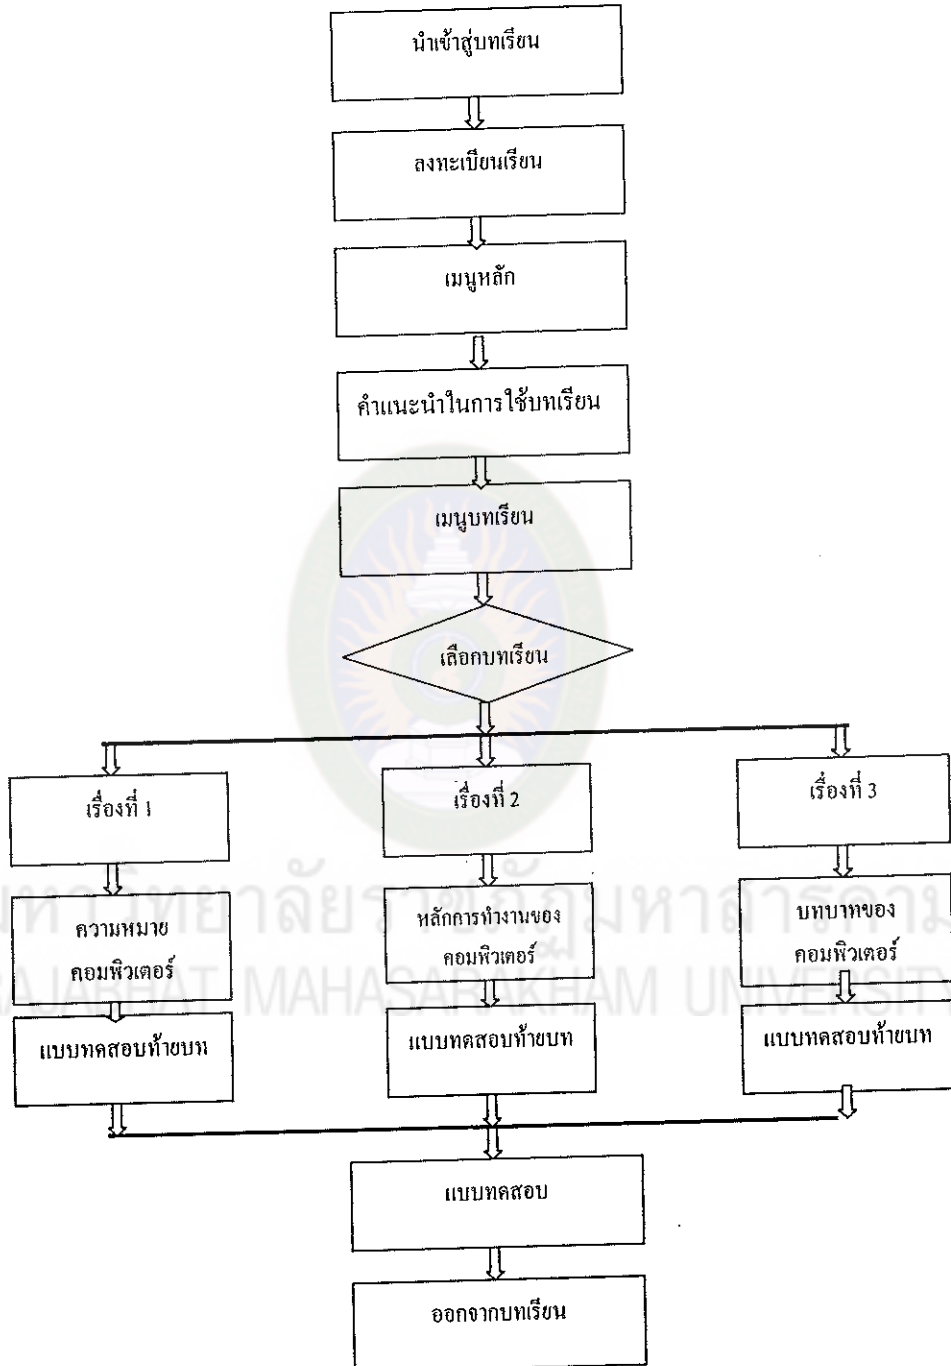 นำเข้าสู่บทเรียน
ลงทะเบียนเรียน
เมนูหลัก
คำแนะนำในการใช้บทเรียน
เมนูบทเรียน
เลือกบทเรียน
เรื่องที่ 1
เรื่องที่ 2
เรื่องที่ 3
ความหมาย
คอมพิวเตอร์
หลักการทำงานของ
คอมพิวเตอร์
บทบาทของ
คอมพิวเตอร์
มหาวิทยาลัยราชภัฏมหาสารคาม
RAJABHAT MAHASARAKHAM UNIVERSITY
แบบทดสอบท้ายบท
แบบทดสอบท้ายบท
แบบทดสอบท้ายบท
แบบทดสอบ
ออกจากบทเรียน